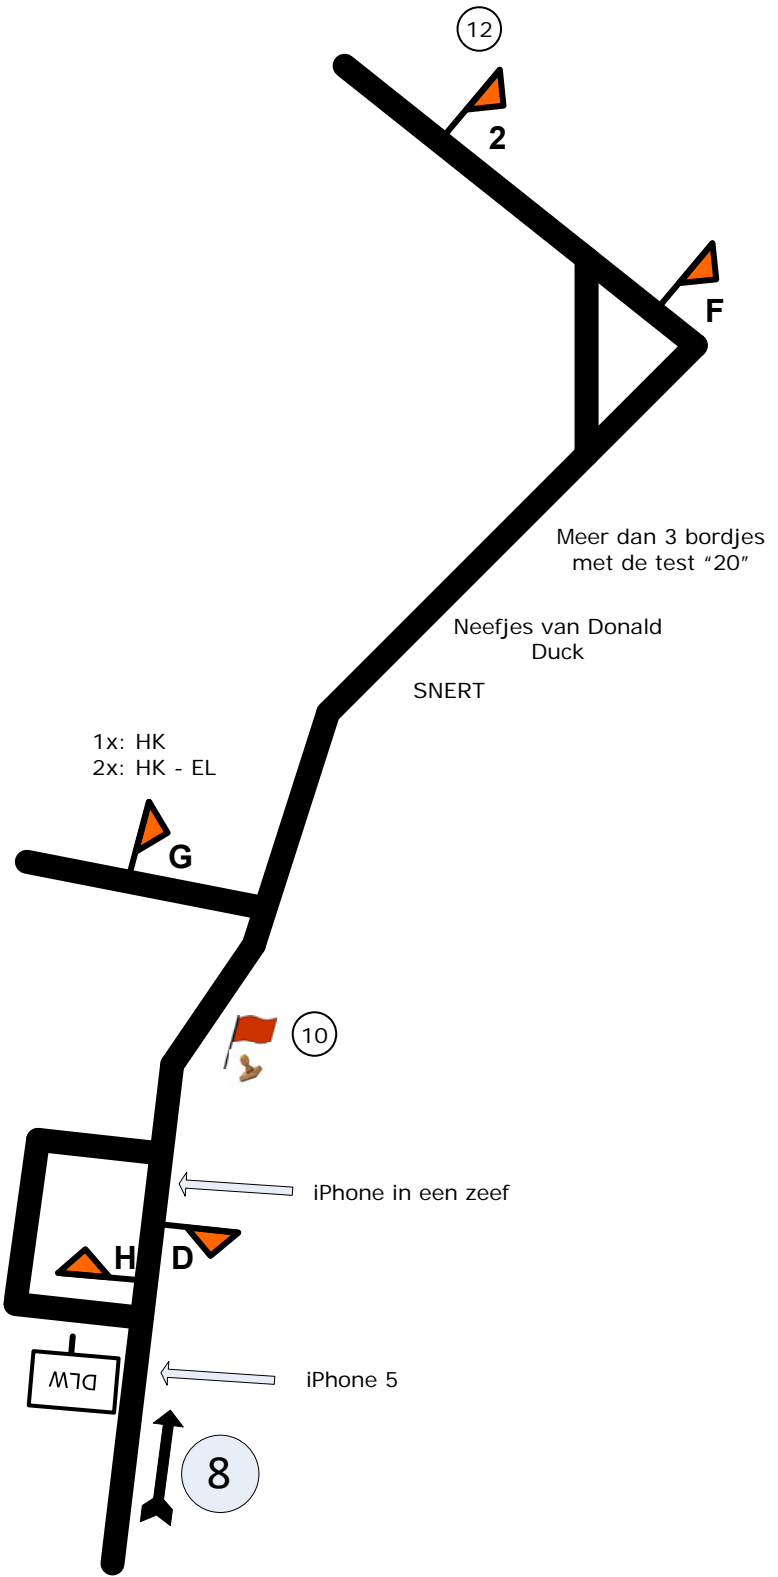 12
2
F
Meer dan 3 bordjes
met de test “20”
Neefjes van Donald
Duck
SNERT
1x: HK
2x: HK - EL
G
10
iPhone in een zeef
H
D
DLW
iPhone 5
8